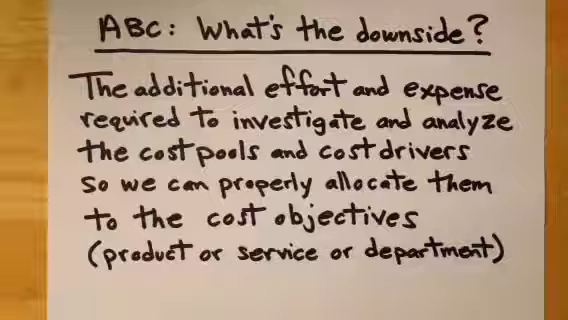 ABC: What's the downside?
The additional effort and expense
required to investigate and analyze
the cost pools and cost drivers
so we can properly allocate them
to the cost objectives
(product or service or department)